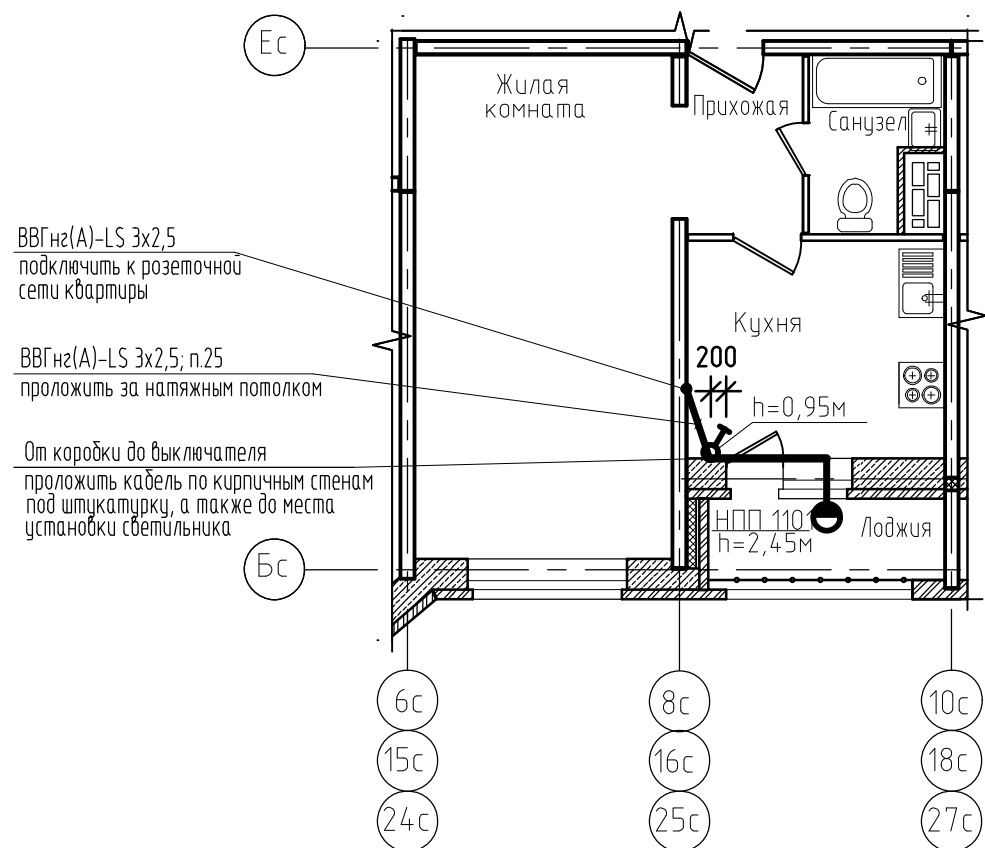 Ес
Жилая
комната
Прихожая
Санузел
ВВГнг(А)-LS 3х2,5
подключить к розеточной
сети квартиры
Кухня
ВВГнг(А)-LS 3х2,5; п.25
проложить за натяжным потолком
200
h=0,95м
От коробки до выключателя
проложить кабель по кирпичным стенам
под штукатурку, а также до места
установки светильника
НПП 1101
h=2,45м
Лоджия
Бс
6с
8с
10с
15с
16с
18с
24с
25с
27с